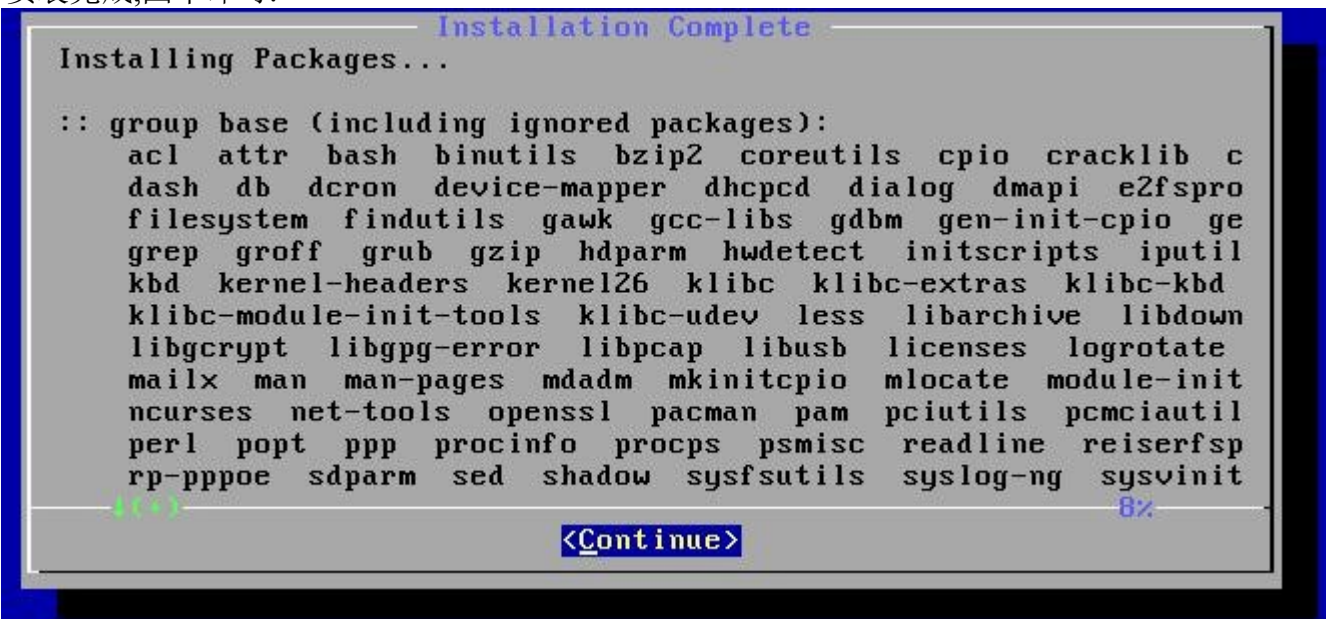 Installation Complete
Installing Packages...
:: group base (including ignored packages):
acl attr bash binutils bzip2 coreutils cpio cracklib c
dash db dcron device-mapper dhcpcd dialog dmapi e2fspro
filesystem findutils gawk gcc-libs gdbm gen-init-cpio ge
grep groff grub gzip hdparm hwdetect initscripts iputil
kbd kernel-headers kernel26 klibc klibc-extras klibc-kbd
klibc-module-init-tools klibc-udev less libarchive libdown
libgcrypt libgpg-error libpcap libusb licenses logrotate
mailx man man-pages mdadm mkinitcpio mlocate module-init
ncurses net-tools openssl pacman pam pciutils pcmciautil
perl popt ppp procinfo procps psmisc readline reiserfsp
rp-pppoe sdparm sed shadow sysfsutils syslog-ng sysvinit
↓(+) 8%
<Continue>